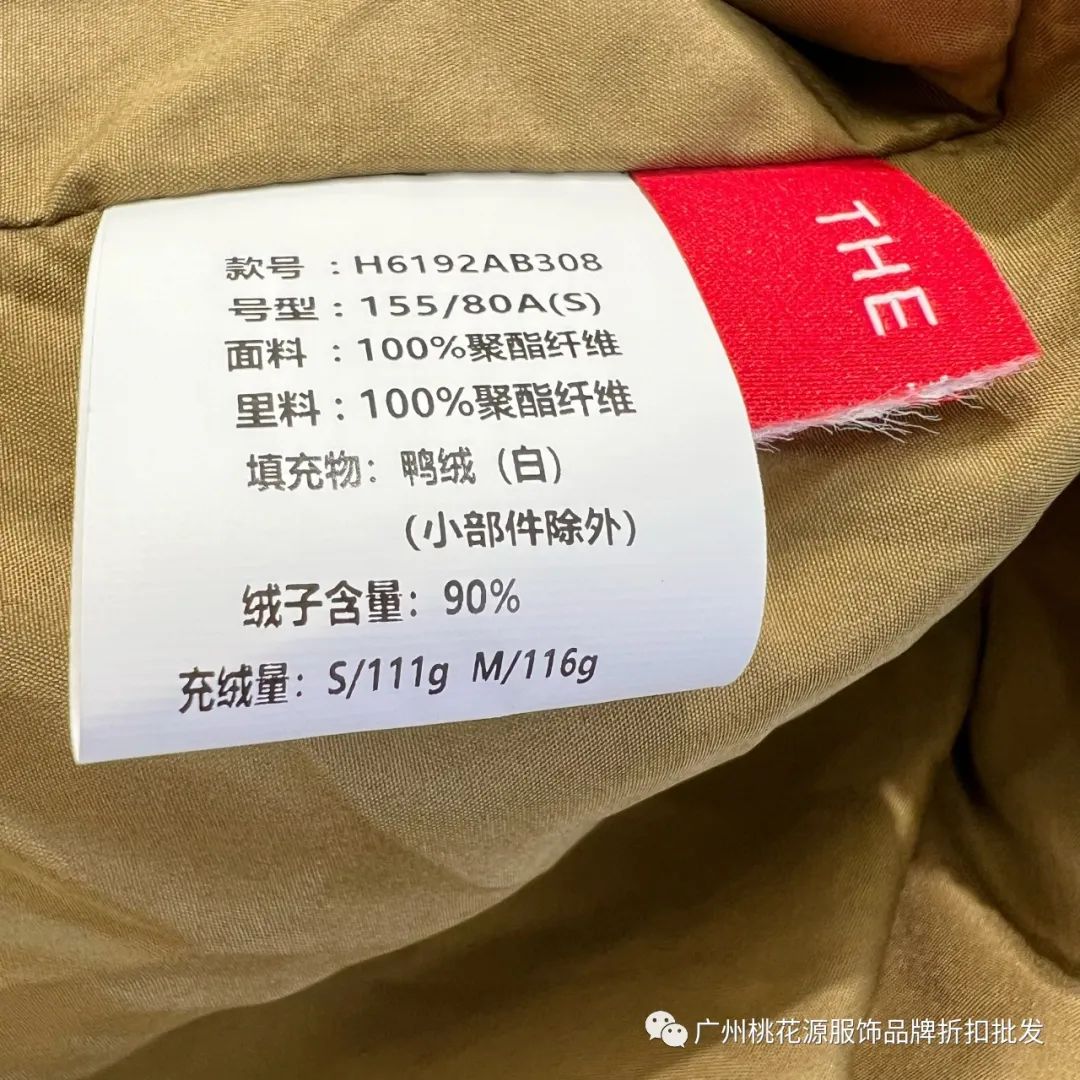 款号 : H6192AB308
号型 : 155/80A(S)
面料 : 100%聚酯纤维
里料 : 100%聚酯纤维
填充物：鸭绒（白）
（小部件除外）
绒子含量：90%
充绒量：S/111g M/116g
THE
广州桃花源服饰品牌折扣批发